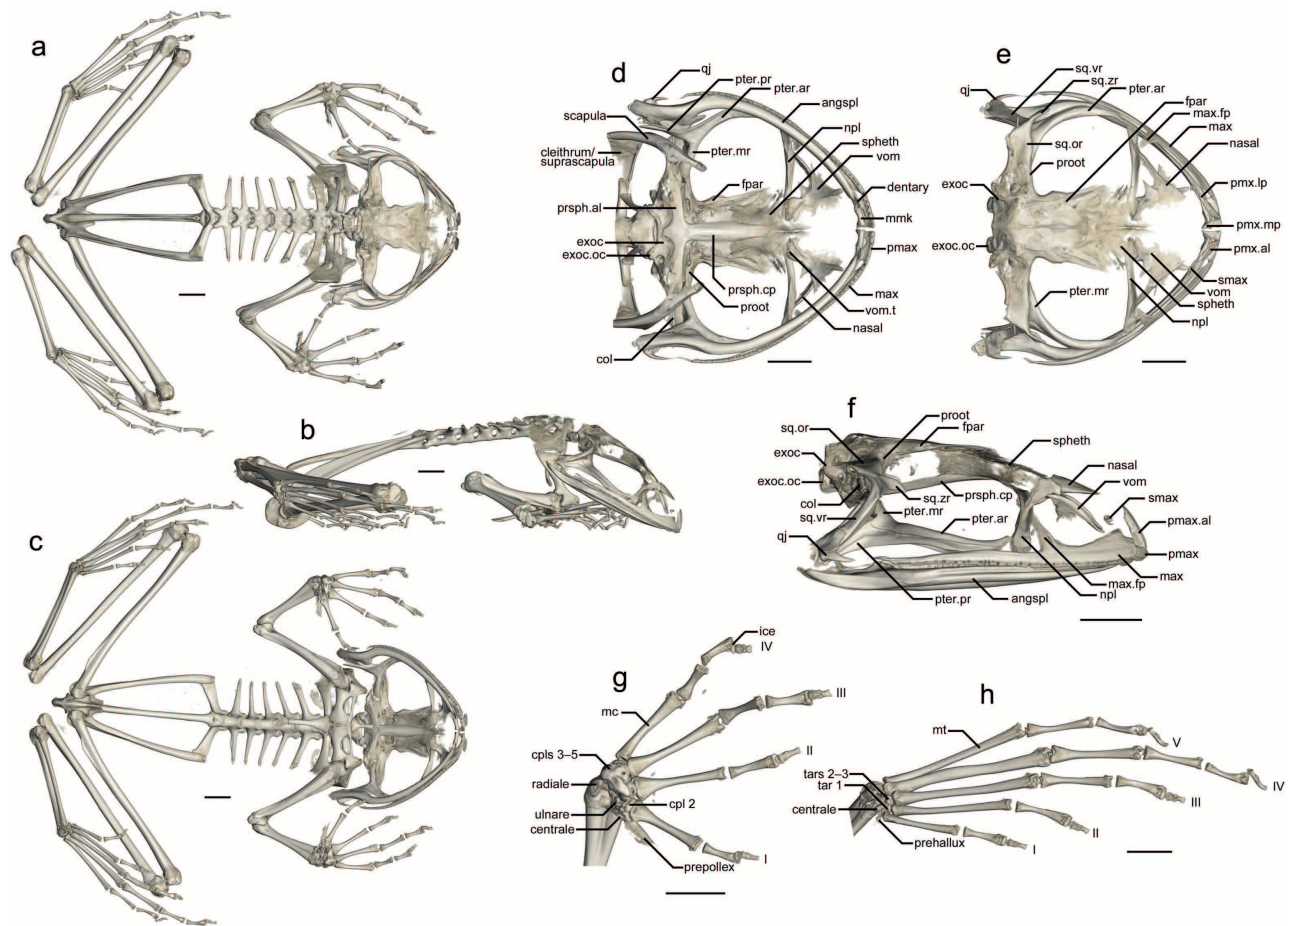 a
b
c
d
qj
pter.pr
pter.ar
angspl
scapula
npl
cleithrum/
suprascapula
pter.mr
spheth
vom
fpar
dentary
prsph.al
mmk
exoc
pmax
exoc.oc
prsph.cp
max
proot
vom.t
nasal
col
e
sq.vr
sq.zr
qj
pter.ar
fpar
max.fp
max
sq.or
nasal
proot
exoc
pmx.lp
pmx.mp
exoc.oc
pmx.al
smax
pter.mr
vom
spheth
npl
f
proot
sq.or
fpar
spheth
exoc
nasal
exoc.oc
vom
col
sq.zr
prsph.cp
smax
sq.vr
pter.mr
pter.ar
pmax.al
qj
pmax
max
max.fp
pter.pr
angspl
npl
g
ice
IV
mc
III
cpls 3–5
II
radiale
ulnare
cpl 2
centrale
prepollex
I
h
mt
V
tars 2–3
tar 1
IV
centrale
III
prehallux
II
I